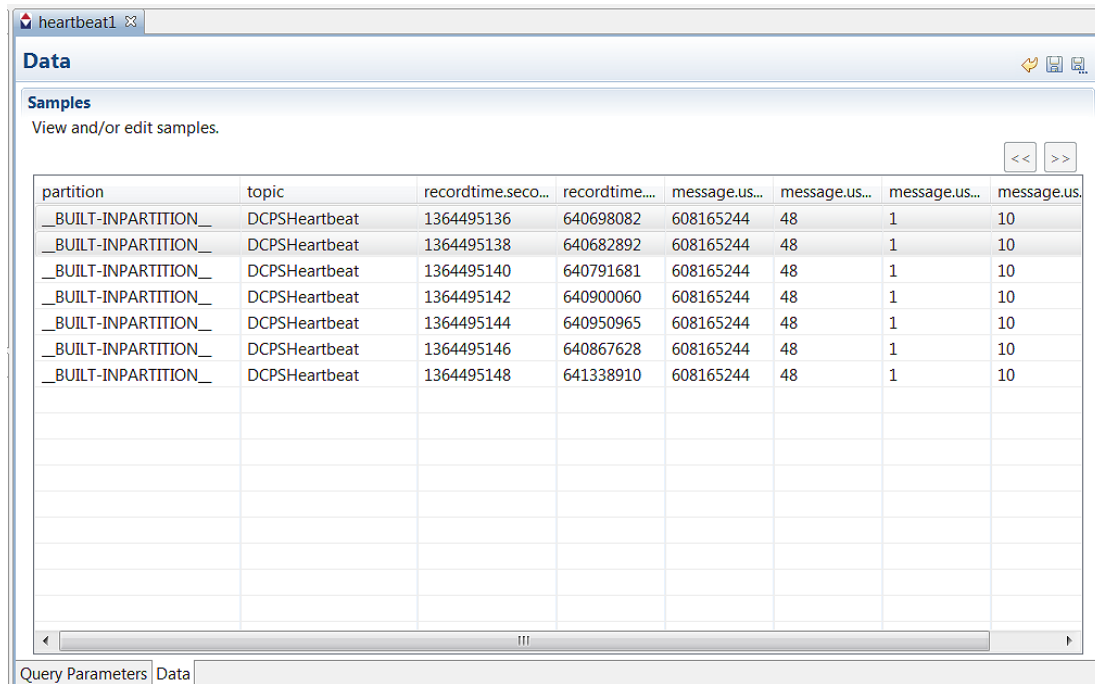 heartbeat1
Data
Samples
View and/or edit samples.
<< >>
partition topic recordtime.seco... recordtime.... message.us... message.us... message.us... message.us.
__BUILT-INPARTITION__ DCPSHeartbeat 1364495136 640698082 608165244 48 1 10
__BUILT-INPARTITION__ DCPSHeartbeat 1364495138 640682892 608165244 48 1 10
__BUILT-INPARTITION__ DCPSHeartbeat 1364495140 640791681 608165244 48 1 10
__BUILT-INPARTITION__ DCPSHeartbeat 1364495142 640900060 608165244 48 1 10
__BUILT-INPARTITION__ DCPSHeartbeat 1364495144 640950965 608165244 48 1 10
__BUILT-INPARTITION__ DCPSHeartbeat 1364495146 640867628 608165244 48 1 10
__BUILT-INPARTITION__ DCPSHeartbeat 1364495148 641338910 608165244 48 1 10
Query Parameters Data